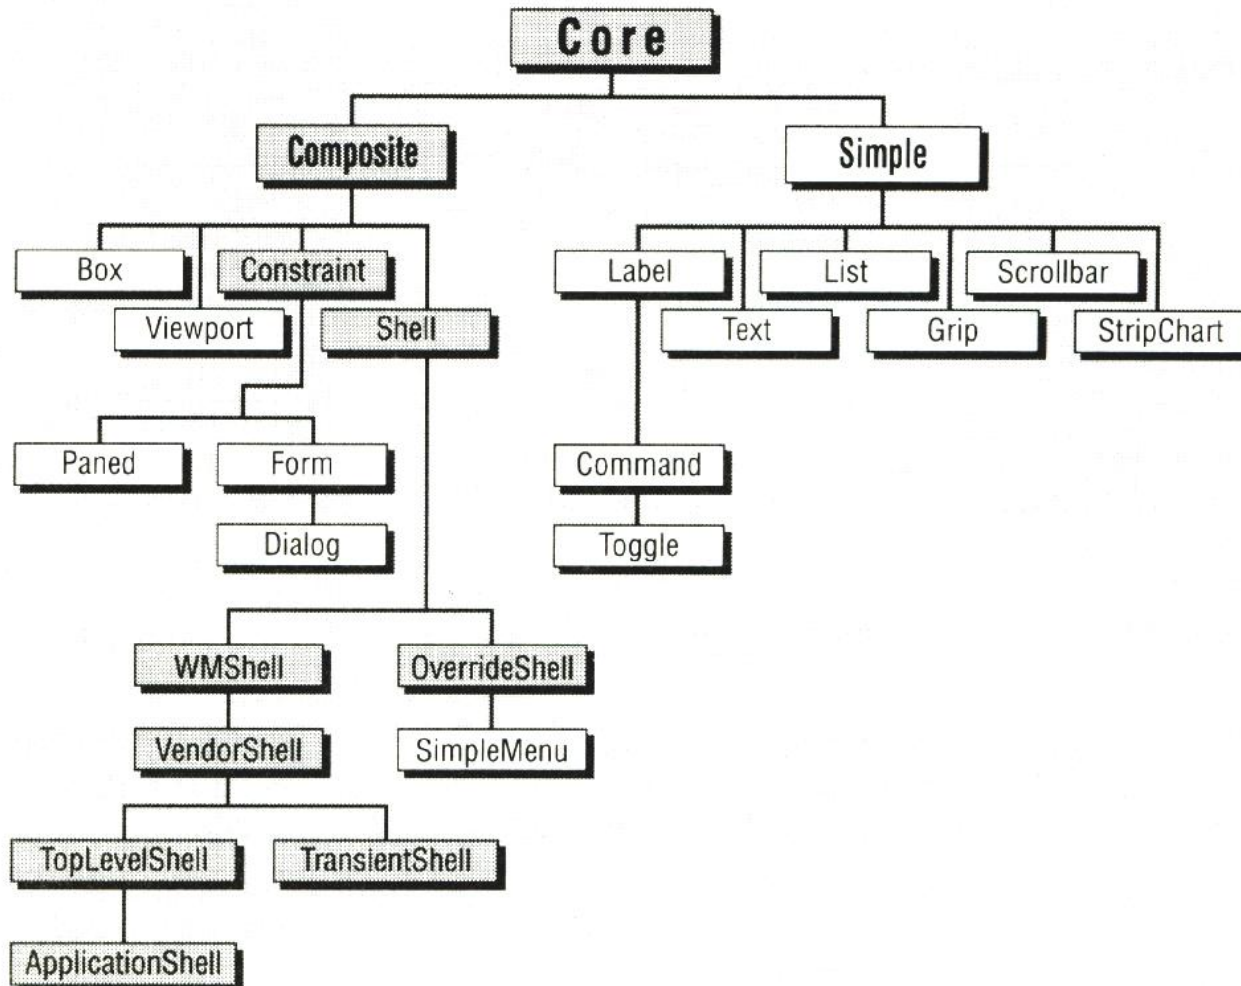 Core
Composite
Simple
Box
Constraint
Label
List
Scrollbar
Viewport
Shell
Text
Grip
StripChart
Paned
Form
Command
Dialog
Toggle
WMShell
OverrideShell
VendorShell
SimpleMenu
TopLevelShell
TransientShell
ApplicationShell